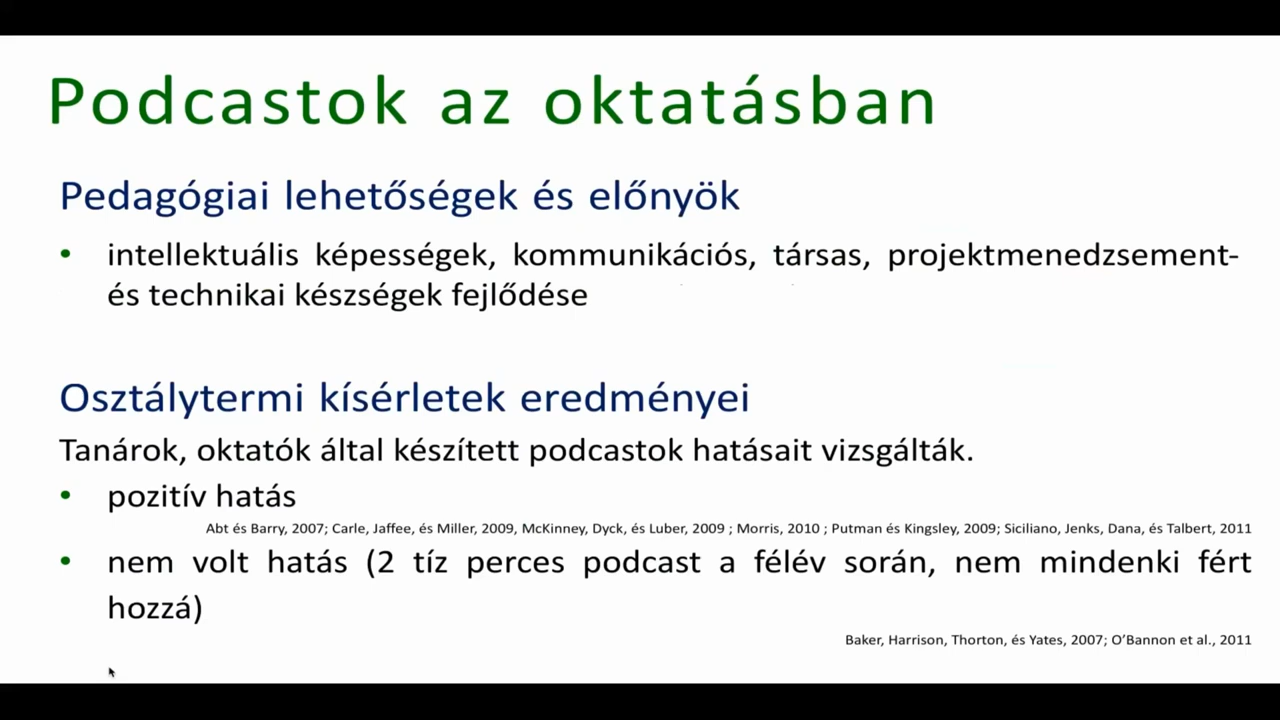 Podcastok az oktatásban
Pedagógiai lehetőségek és előnyök
• intellektuális képességek, kommunikációs, társas, projektmenedzsement-
és technikai készségek fejlődése
Osztálytermi kísérletek eredményei
Tanárok, oktatók által készített podcastok hatásait vizsgálták.
• pozitív hatás
Abt és Barry, 2007; Carle, Jaffee, és Miller, 2009, McKinney, Dyck, és Luber, 2009 ; Morris, 2010 ; Putman és Kingsley, 2009; Siciliano, Jenks, Dana, és Talbert, 2011
• nem volt hatás (2 tíz perces podcast a félév során, nem mindenki fért
hozzá)
Baker, Harrison, Thorton, és Yates, 2007; O’Bannon et al., 2011